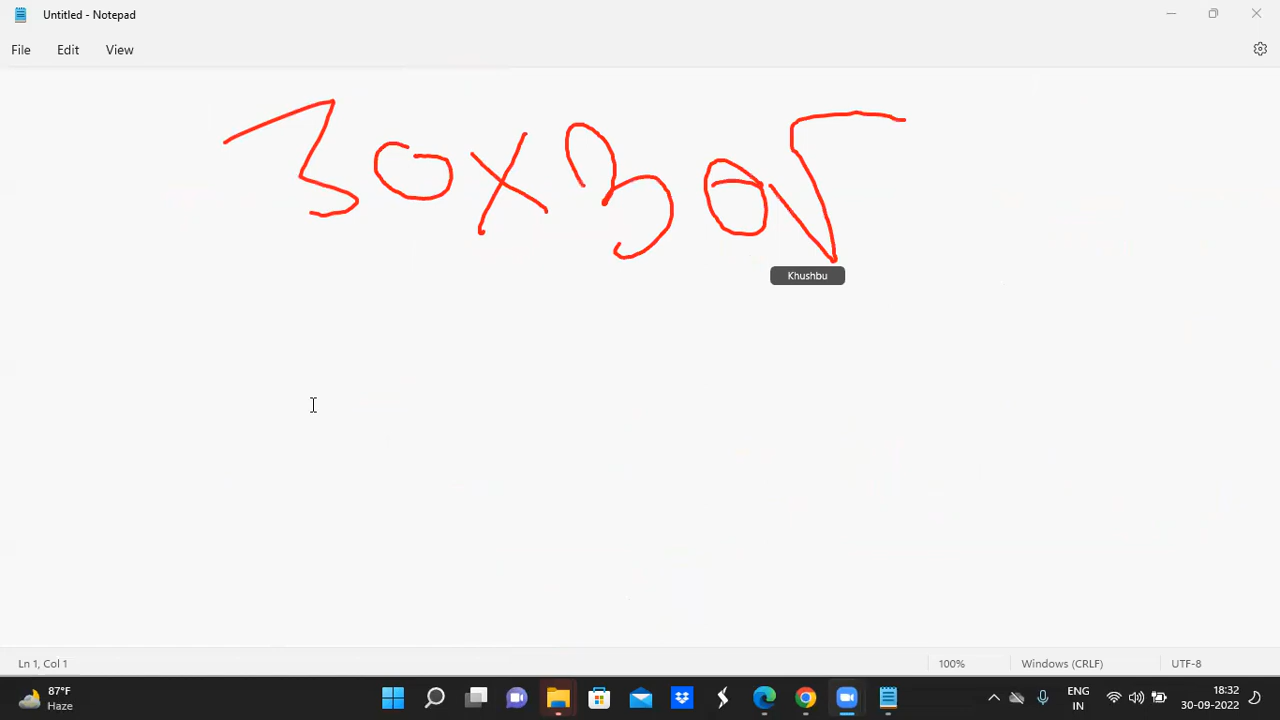 Untitled - Notepad
File Edit View
30x30√
Khushbu
Ln 1, Col 1 100% Windows (CRLF) UTF-8
87°F
Haze
ENG
IN
18:32
30-09-2022